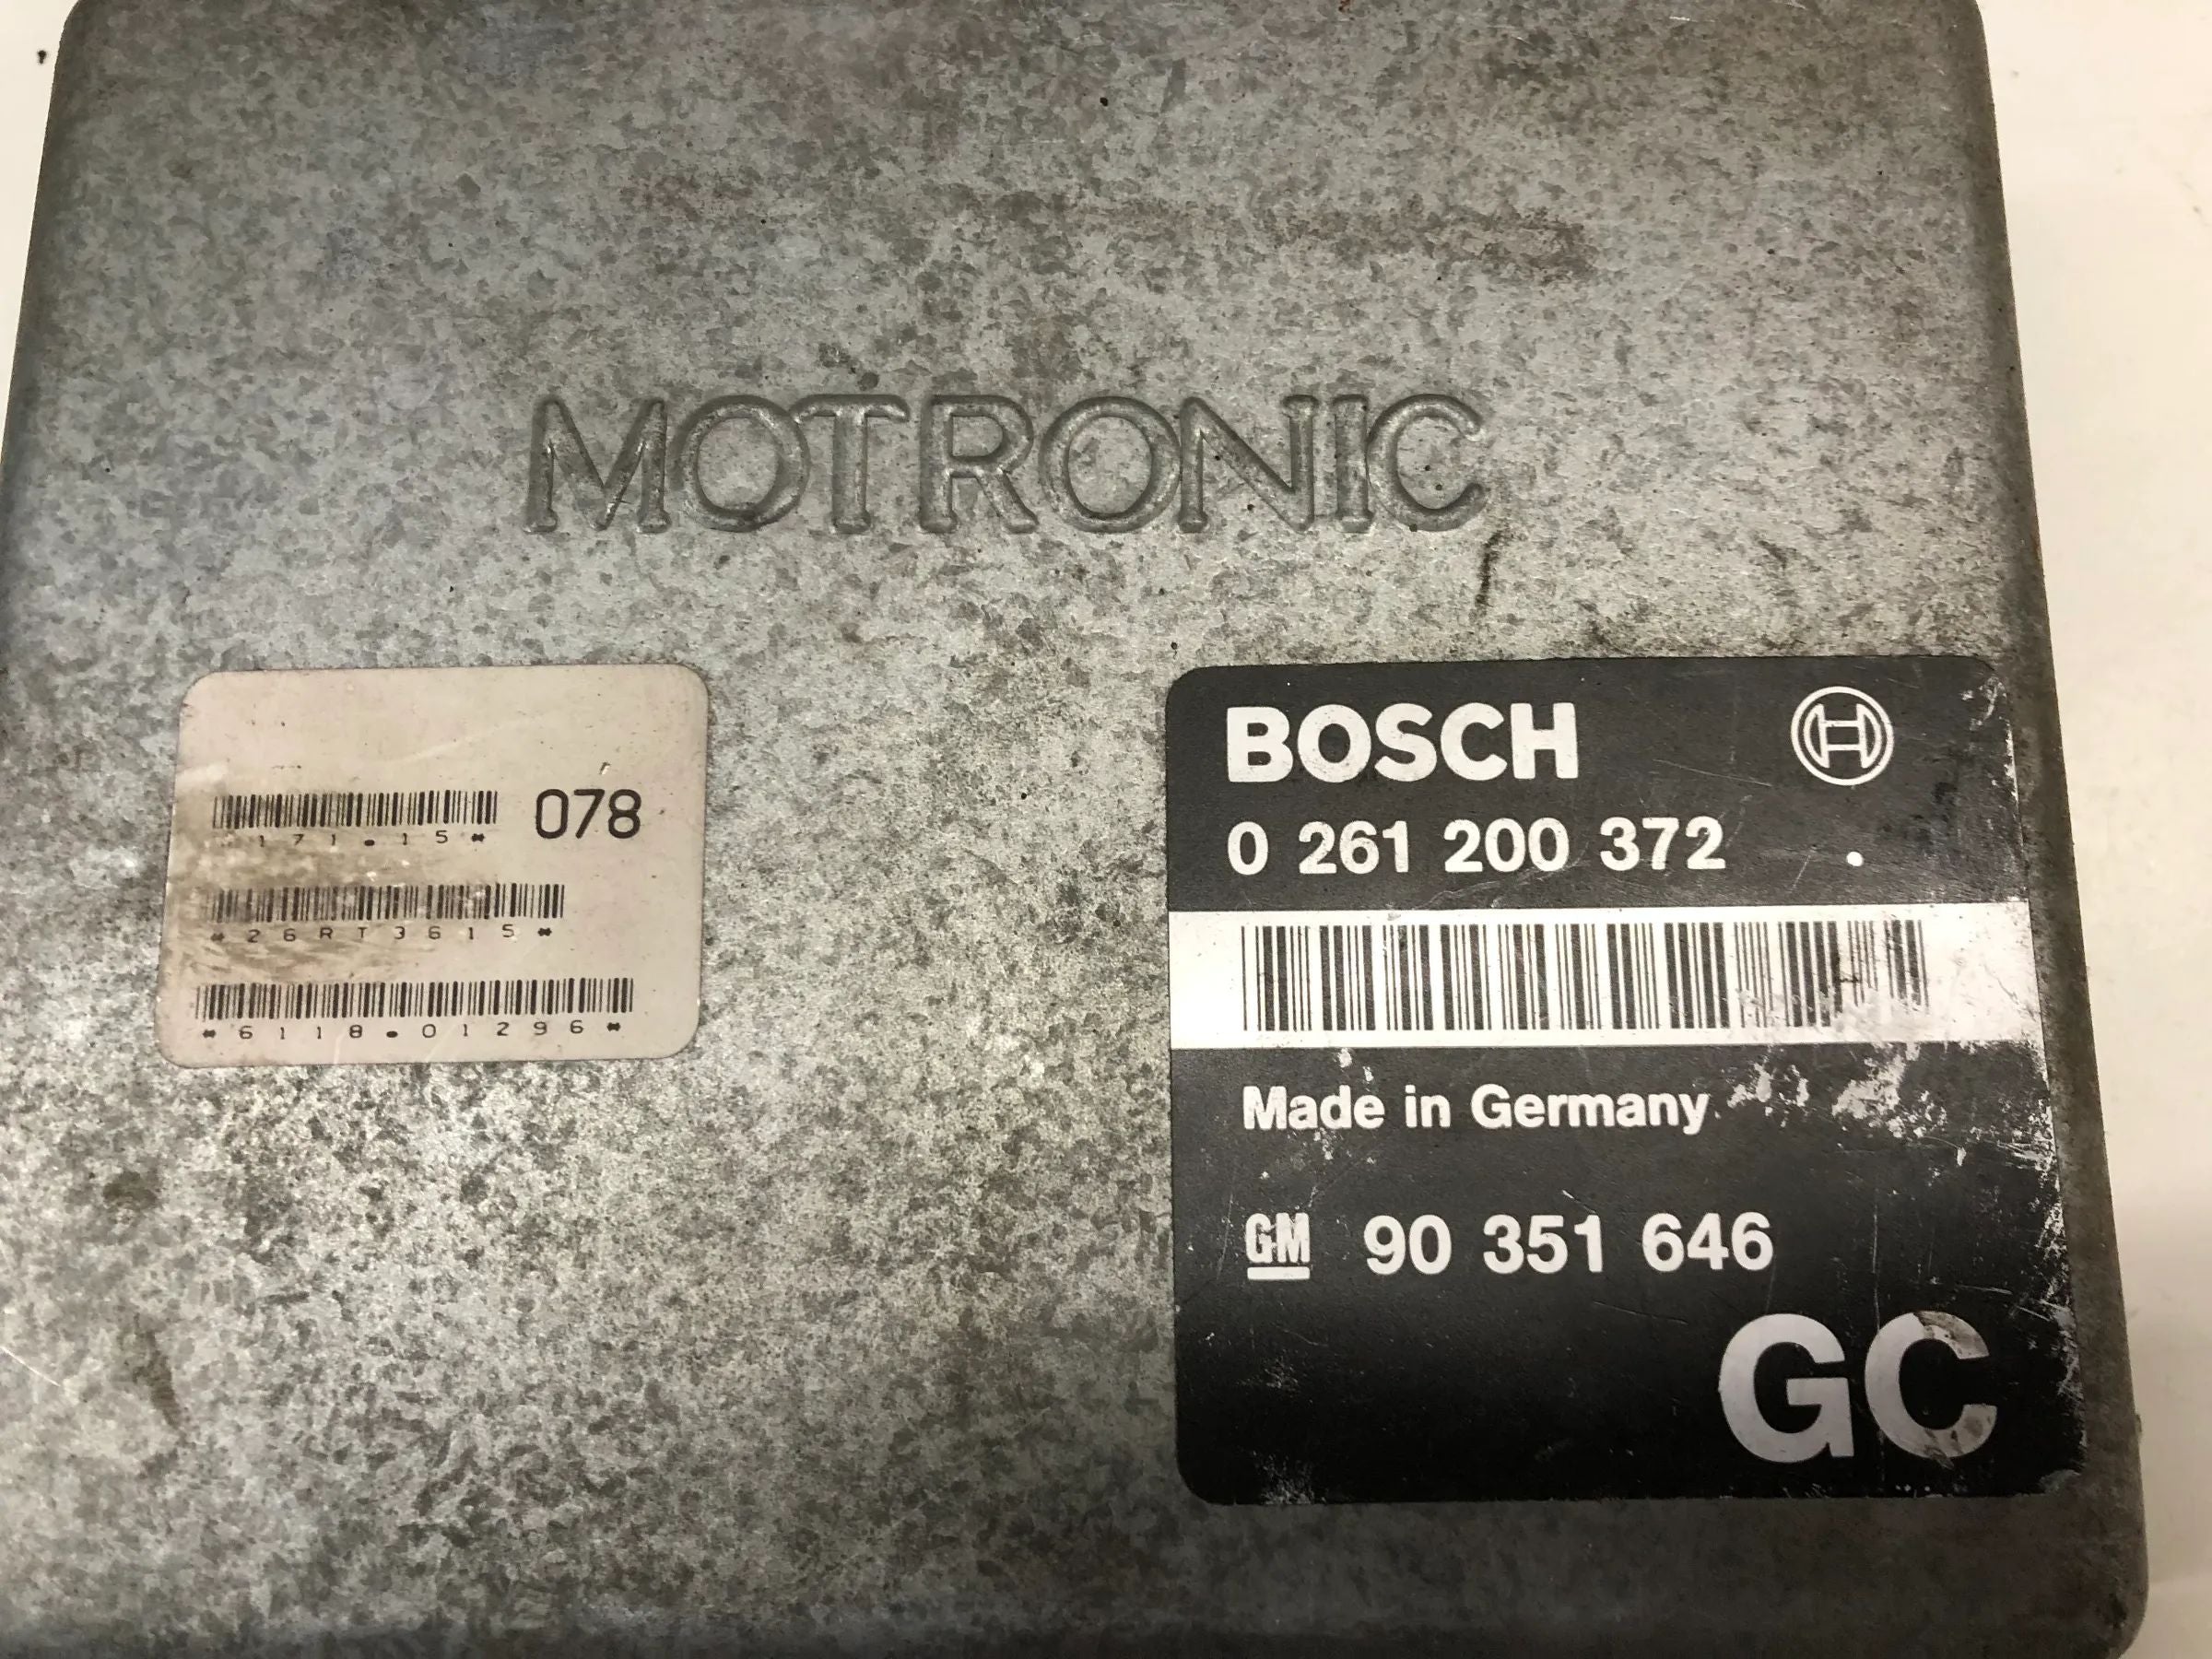 MOTRONIC
171.15*
078
*26RT3615*
*6118.01296*
BOSCH
0 261 200 372
Made in Germany
GM 90 351 646
GC